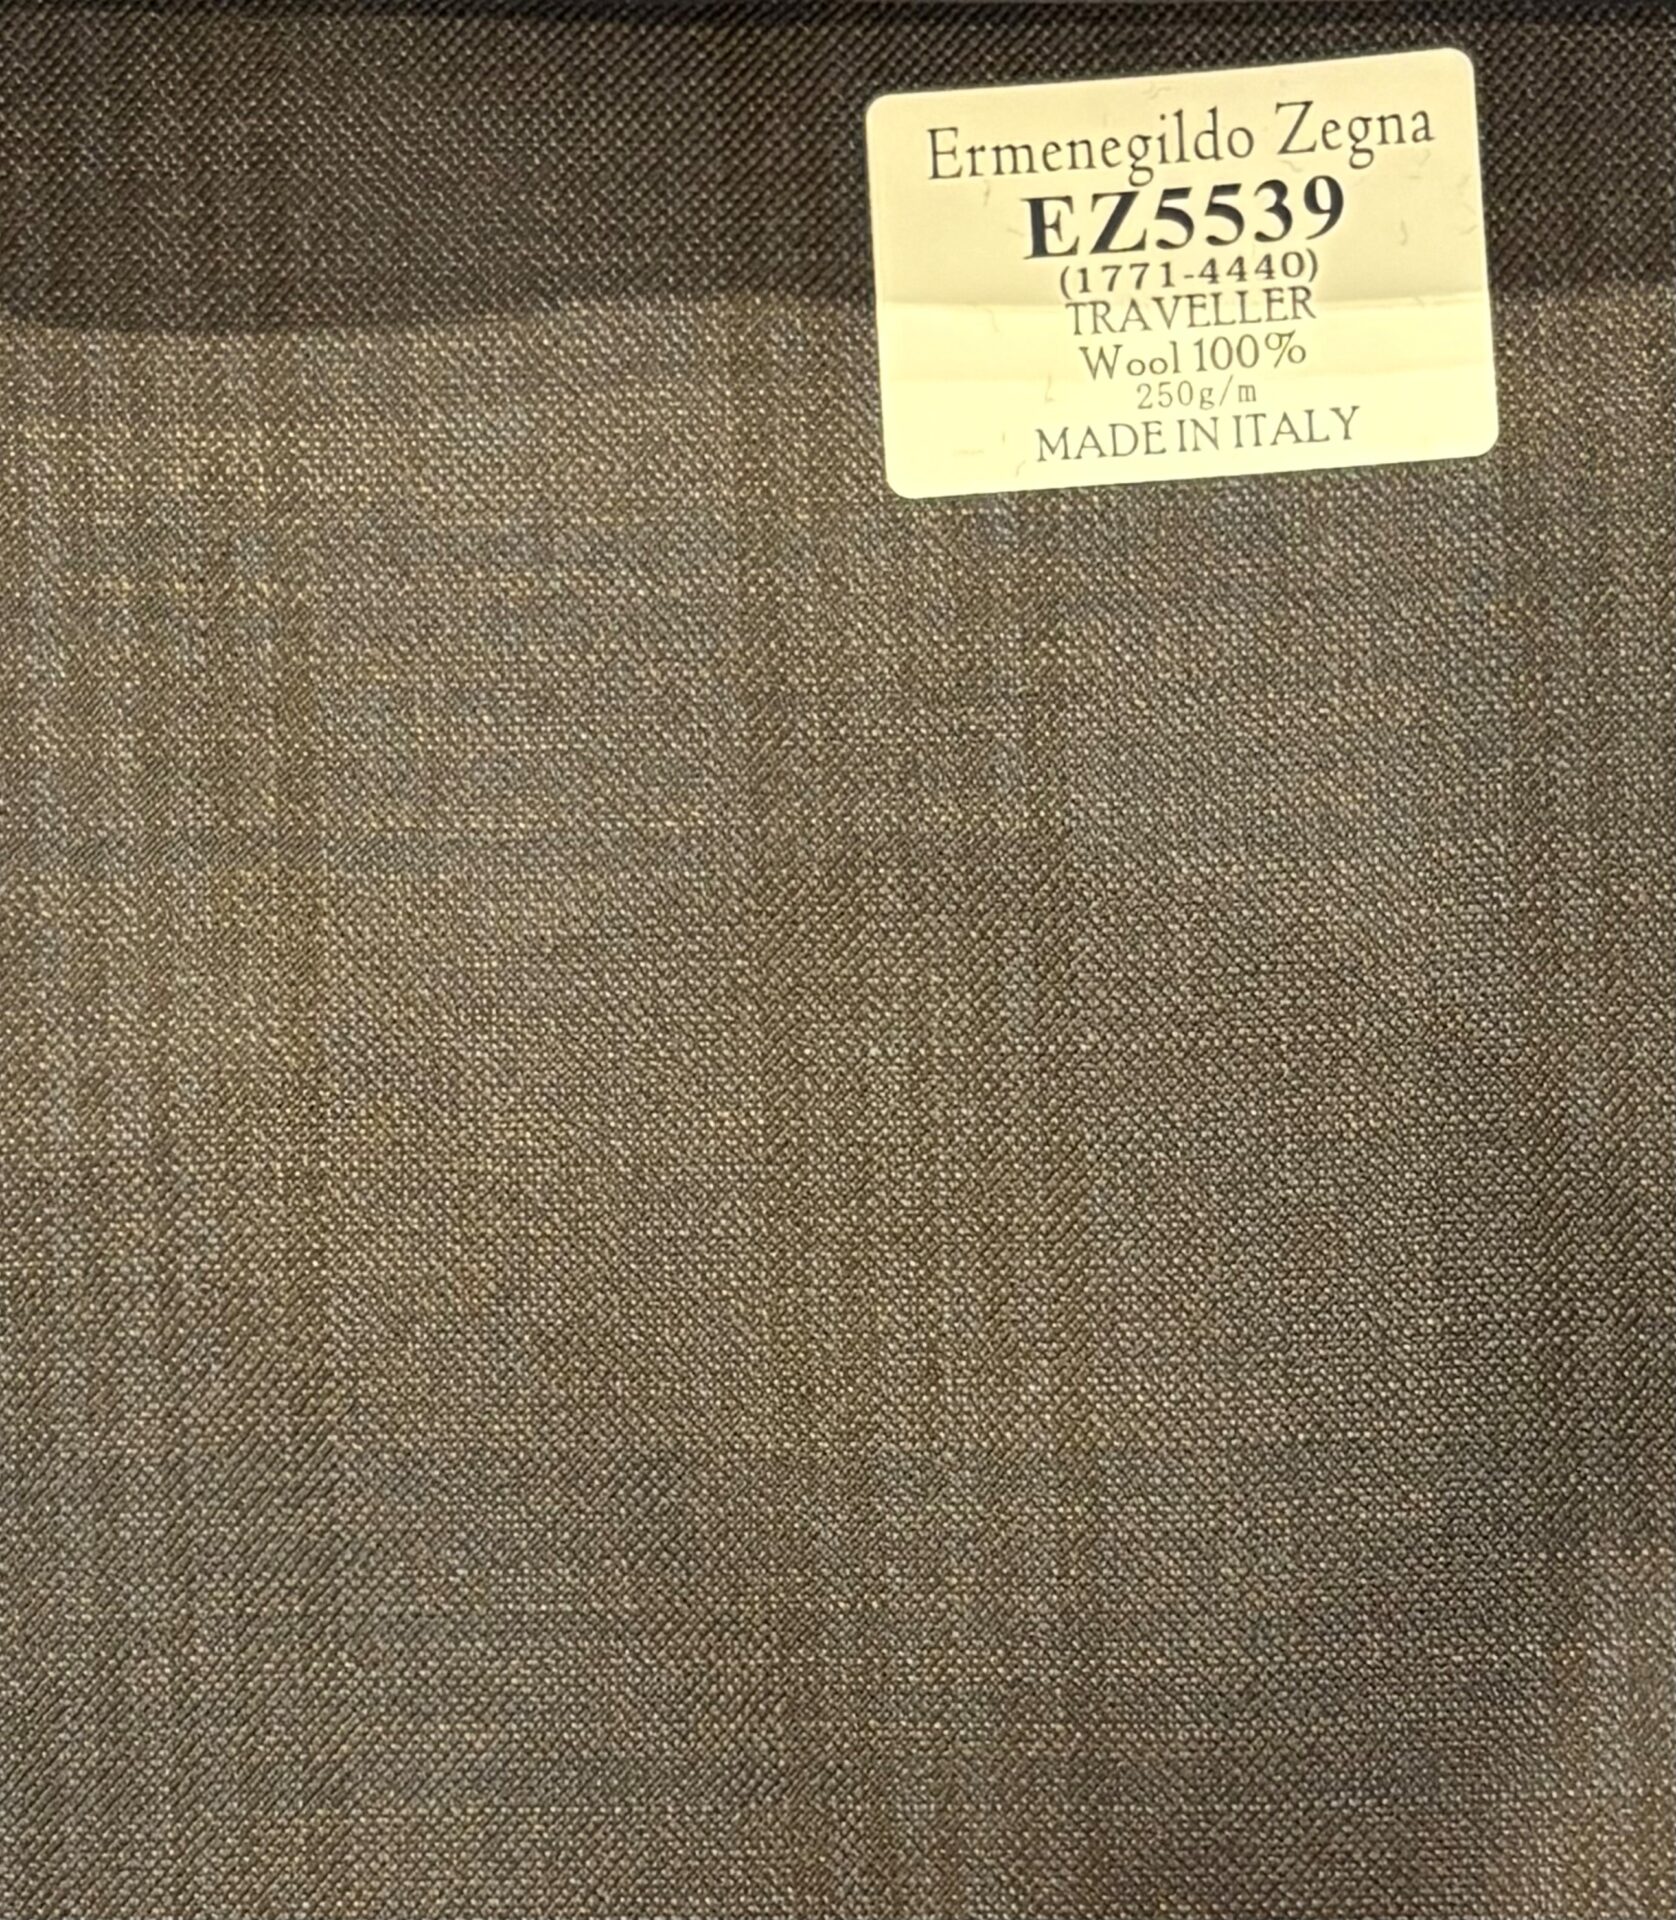 Ermenegildo Zegna
EZ5539
(1771-4440)
TRAVELLER
Wool 100%
250g/m
MADE IN ITALY